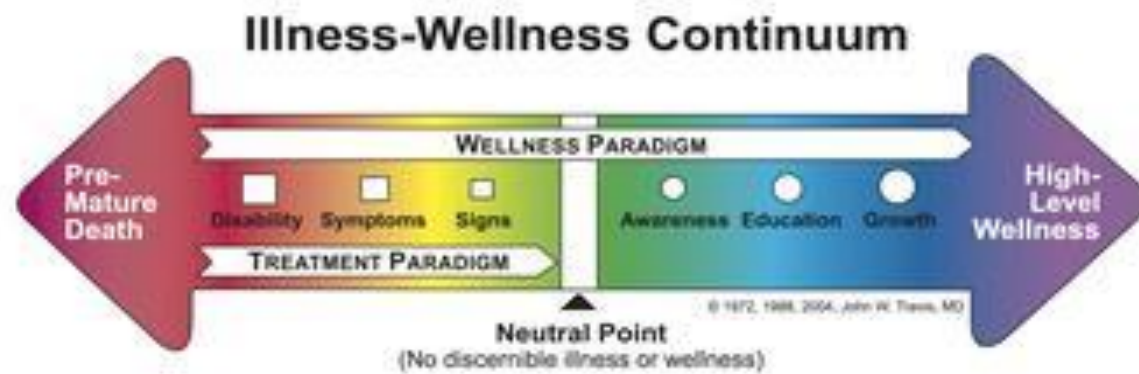 Illness-Wellness Continuum
WELLNESS PARADIGM
Pre-
Mature
Death
Disability Symptoms Signs
Awareness Education Growth
High-
Level
Wellness
TREATMENT PARADIGM
© 1972, 1988, 2004, John W. Travis, MD
Neutral Point
(No discernible illness or wellness)